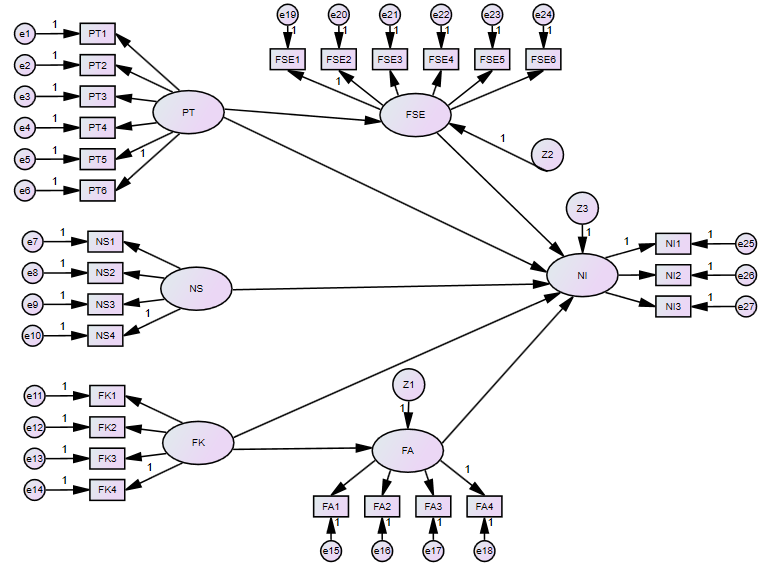 e19 e20 e21 e22 e23 e24
1 1 1 1 1 1
FSE1 FSE2 FSE3 FSE4 FSE5 FSE6
1
e1 1 PT1
e2 1 PT2
e3 1 PT3
e4 1 PT4
e5 1 PT5
e6 1 PT6
1
PT
FSE
1
Z2
Z3
1
e7 1 NS1
e8 1 NS2
e9 1 NS3
e10 1 NS4
1
NS
NI
1
NI1 1 e25
NI2 1 e26
NI3 1 e27
e11 1 FK1
e12 1 FK2
e13 1 FK3
e14 1 FK4
1
FK
Z1
1
FA
1
FA1 FA2 FA3 FA4
1 1 1 1
e15 e16 e17 e18